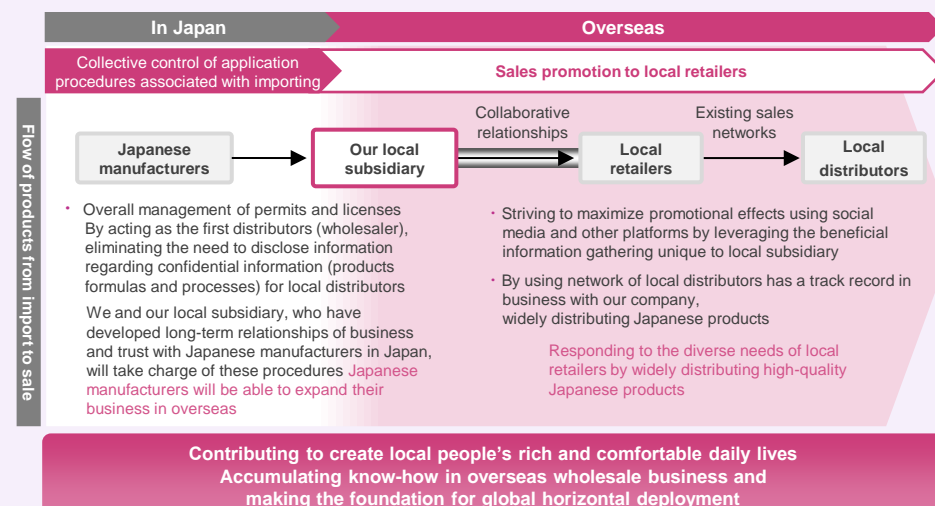 In Japan
Overseas
Collective control of application
procedures associated with importing
Sales promotion to local retailers
Flow of products from import to sale
Collaborative
relationships
Existing sales
networks
Japanese
manufacturers
Our local
subsidiary
Local
retailers
Local
distributors
・ Overall management of permits and licenses
By acting as the first distributors (wholesaler),
eliminating the need to disclose information
regarding confidential information (products
formulas and processes) for local distributors
We and our local subsidiary, who have
developed long-term relationships of business
and trust with Japanese manufacturers in Japan,
will take charge of these procedures Japanese
manufacturers will be able to expand their
business in overseas
・ Striving to maximize promotional effects using social
media and other platforms by leveraging the beneficial
information gathering unique to local subsidiary
・ By using network of local distributors has a track record in
business with our company,
widely distributing Japanese products
Responding to the diverse needs of local
retailers by widely distributing high-quality
Japanese products
Contributing to create local people's rich and comfortable daily lives
Accumulating know-how in overseas wholesale business and
making the foundation for global horizontal deployment